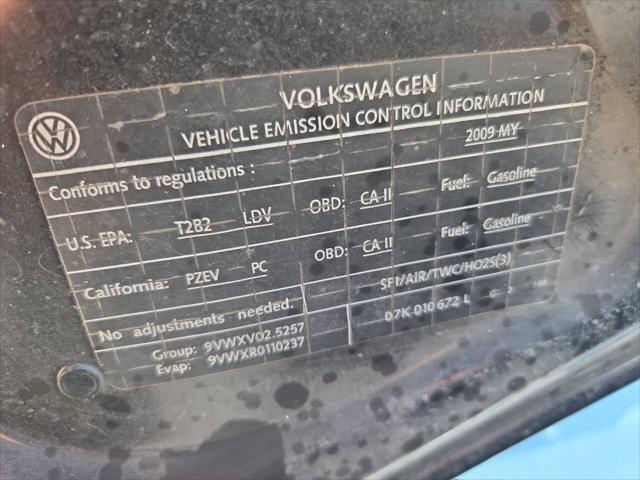 VOLKSWAGEN
VEHICLE EMISSION CONTROL INFORMATION
Conforms to regulations : 2009 MY
U.S. EPA: T2B2 LDV OBD: CA II Fuel: Gasoline
California: PZEV PC OBD: CA II Fuel: Gasoline
No adjustments needed. SFI/AIR/TWC/HO2S(3)
Group: 9VWXV02.5257
Evap: 9VWXR0110237 07K 010 672 L